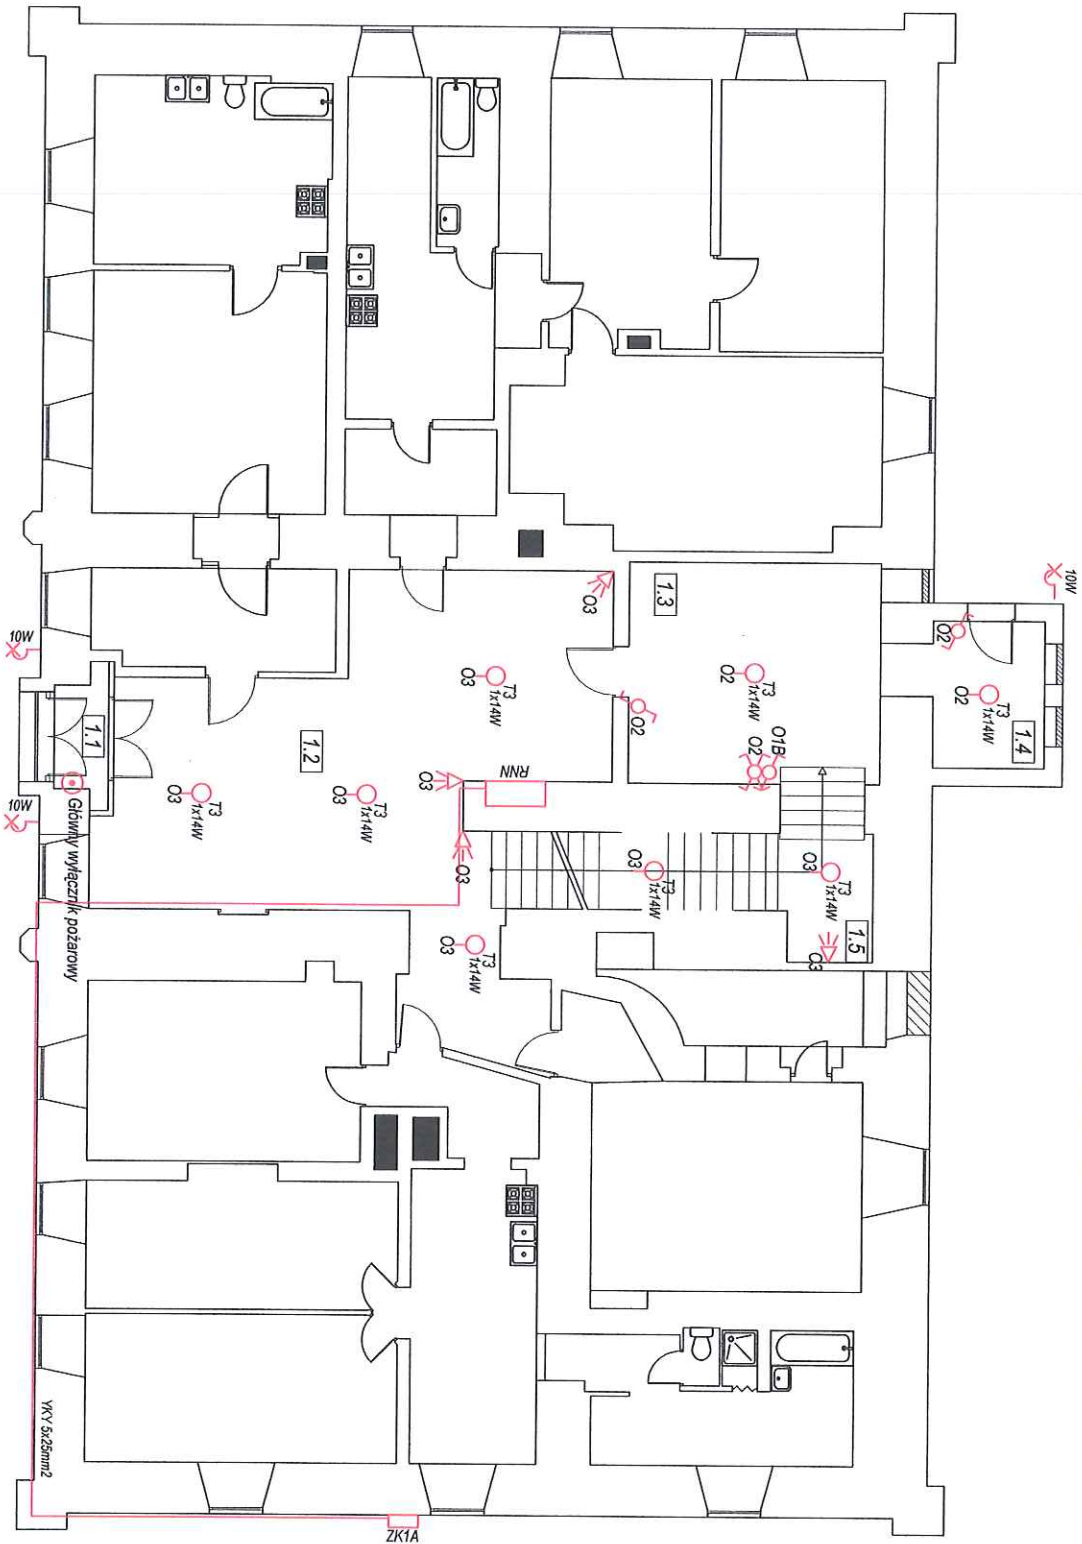 10W
O2
T3
1x14W
O2
1.4
1.3
O3
T3
1x14W
O2
O2
O1B
O2
T3
1x14W
O3
10W
1.1
1.2
RNN
O3
T3
1x14W
O3
T3
1x14W
O3
10W
Główny wyłącznik pożarowy
O3
T3
1x14W
O3
T3
1x14W
O3
1.5
O3
T3
1x14W
O3
YKY 5x25mm2
ZK1A